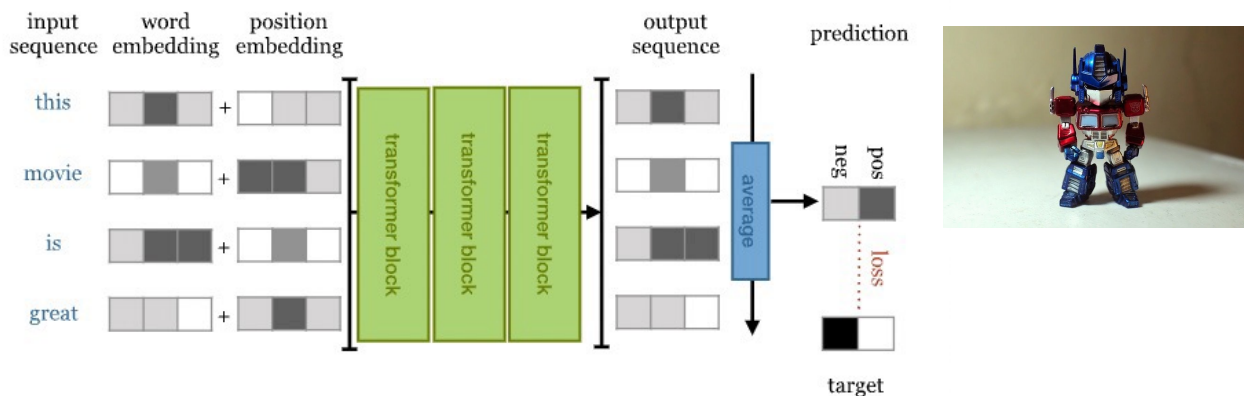 input
sequence
word
embedding
position
embedding
output
sequence
prediction
this
+
movie
+
is
+
great
+
transformer block
transformer block
transformer block
average
neg
pos
loss
target